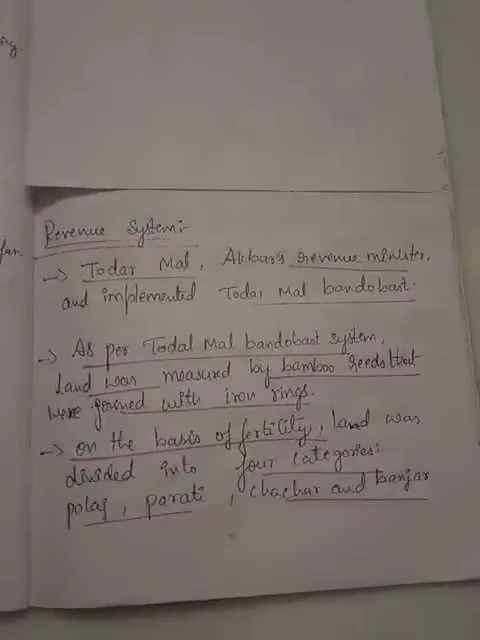 ing
Revenue System:-
→ Todar Mal, Akbar's revenue minister,
fur
and implemented Todar Mal bandobast.
→ As per Todal Mal bandobast system,
Land was measured by bamboo reeds that
were joined with iron rings.
→ on the basis of fertility, land was
divided into four categories:
polaj, parati, chachar and banjar